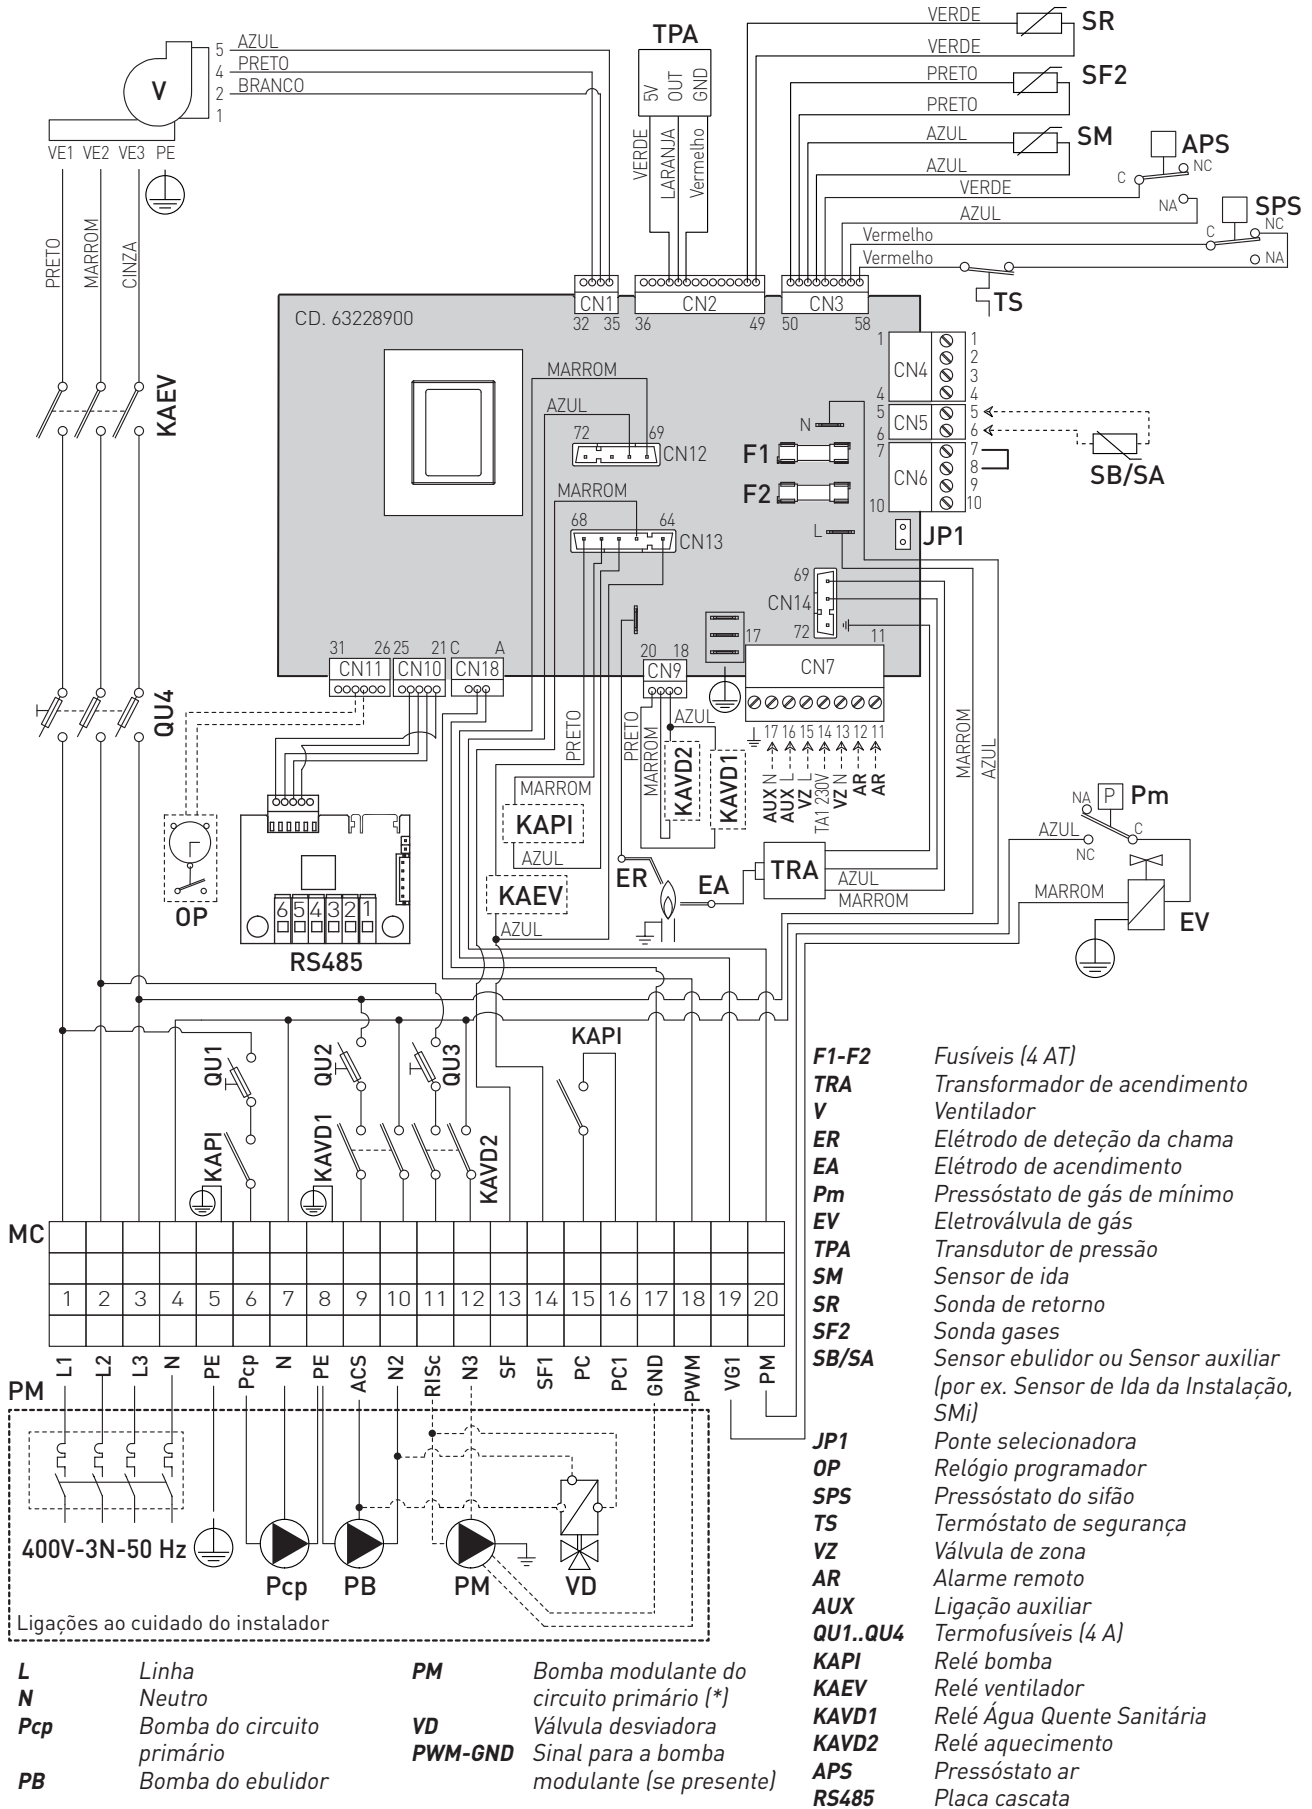 VERDE
SR
VERDE
PRETO
SF2
PRETO
AZUL
SM
AZUL
APS
C
NC
NA
VERDE
AZUL
SPS
C
NC
NA
Vermelho
Vermelho
TS
TPA
5V
OUT
GND
VERDE
LARANJA
Vermelho
V
5 AZUL
4 PRETO
2 BRANCO
1
VE1 VE2 VE3 PE
PRETO
MARROM
CINZA
KAEV
QU4
CN1
32 35
CN2
36 49
CN3
50 58
CD. 63228900
MARROM
AZUL
72 69
CN12
MARROM
68 64
CN13
N
F1
F2
L
1
4
CN4
1
2
3
4
5
6
CN5
5
6
7
10
CN6
7
8
9
10
SB/SA
JP1
69
CN14
72
31 26 25 21 C A
CN11 CN10 CN18
20 18
CN9
17 11
CN7
PRETO
MARROM
KAPI
AZUL
KAEV
AZUL
PRETO
MARROM
AZUL
KAVD2
KAVD1
17 16 15 14 13 12 11
AUX N
AUX L
VZ L
TA1 230V
VZ N
AR
AR
MARROM
AZUL
OP
6 5 4 3 2 1
RS485
ER
EA
TRA
AZUL
MARROM
NA P Pm
AZUL
C
NC
MARROM
EV
QU1
KAPI
QU2
KAVD1
QU3
KAVD2
KAPI
MC
1 2 3 4 5 6 7 8 9 10 11 12 13 14 15 16 17 18 19 20
L1 L2 L3 N PE Pcp N PE ACS N2 RISc N3 SF SF1 PC PC1 GND PWM VG1 PM
PM
400V-3N-50 Hz
Pcp PB PM VD
Ligações ao cuidado do instalador
F1-F2 Fusíveis (4 AT)
TRA Transformador de acendimento
V Ventilador
ER Elétrodo de deteção da chama
EA Elétrodo de acendimento
Pm Pressóstato de gás de mínimo
EV Eletroválvula de gás
TPA Transdutor de pressão
SM Sensor de ida
SR Sonda de retorno
SF2 Sonda gases
SB/SA Sensor ebulidor ou Sensor auxiliar
(por ex. Sensor de Ida da Instalação,
SMi)
JP1 Ponte selecionadora
OP Relógio programador
SPS Pressóstato do sifão
TS Termóstato de segurança
VZ Válvula de zona
AR Alarme remoto
AUX Ligação auxiliar
QU1..QU4 Termofusíveis (4 A)
KAPI Relé bomba
KAEV Relé ventilador
KAVD1 Relé Água Quente Sanitária
KAVD2 Relé aquecimento
APS Pressóstato ar
RS485 Placa cascata
L Linha
N Neutro
Pcp Bomba do circuito
primário
PB Bomba do ebulidor
PM Bomba modulante do
circuito primário (*)
VD Válvula desviadora
PWM-GND Sinal para a bomba
modulante (se presente)